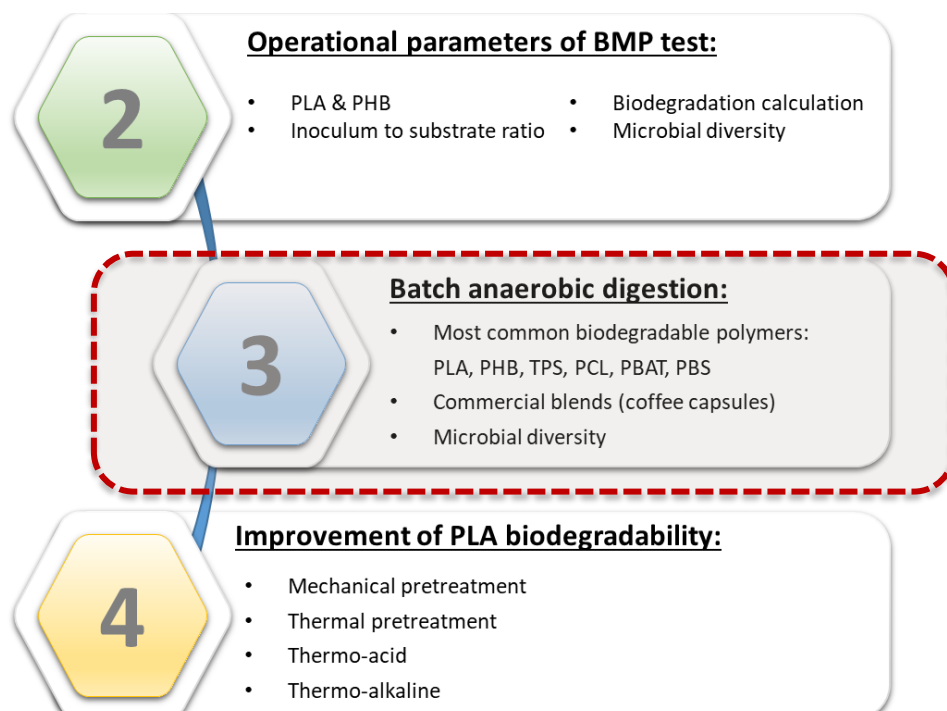 2
Operational parameters of BMP test:
• PLA & PHB
• Inoculum to substrate ratio
• Biodegradation calculation
• Microbial diversity
3
Batch anaerobic digestion:
• Most common biodegradable polymers:
PLA, PHB, TPS, PCL, PBAT, PBS
• Commercial blends (coffee capsules)
• Microbial diversity
4
Improvement of PLA biodegradability:
• Mechanical pretreatment
• Thermal pretreatment
• Thermo-acid
• Thermo-alkaline